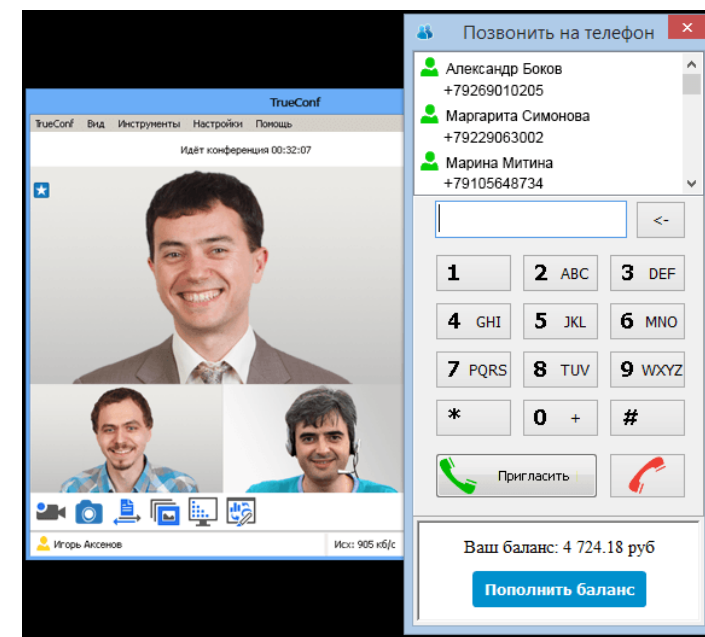 TrueConf
TrueConf Вид Инструменты Настройки Помощь
Идёт конференция 00:32:07
Игорь Аксенов
Исх: 905 кб/с
Позвонить на телефон
Александр Боков
+79269010205
Маргарита Симонова
+79229063002
Марина Митина
+79105648734
<-
1
2 ABC
3 DEF
4 GHI
5 JKL
6 MNO
7 PQRS
8 TUV
9 WXYZ
*
0 +
#
Пригласить
Ваш баланс: 4 724.18 руб
Пополнить баланс